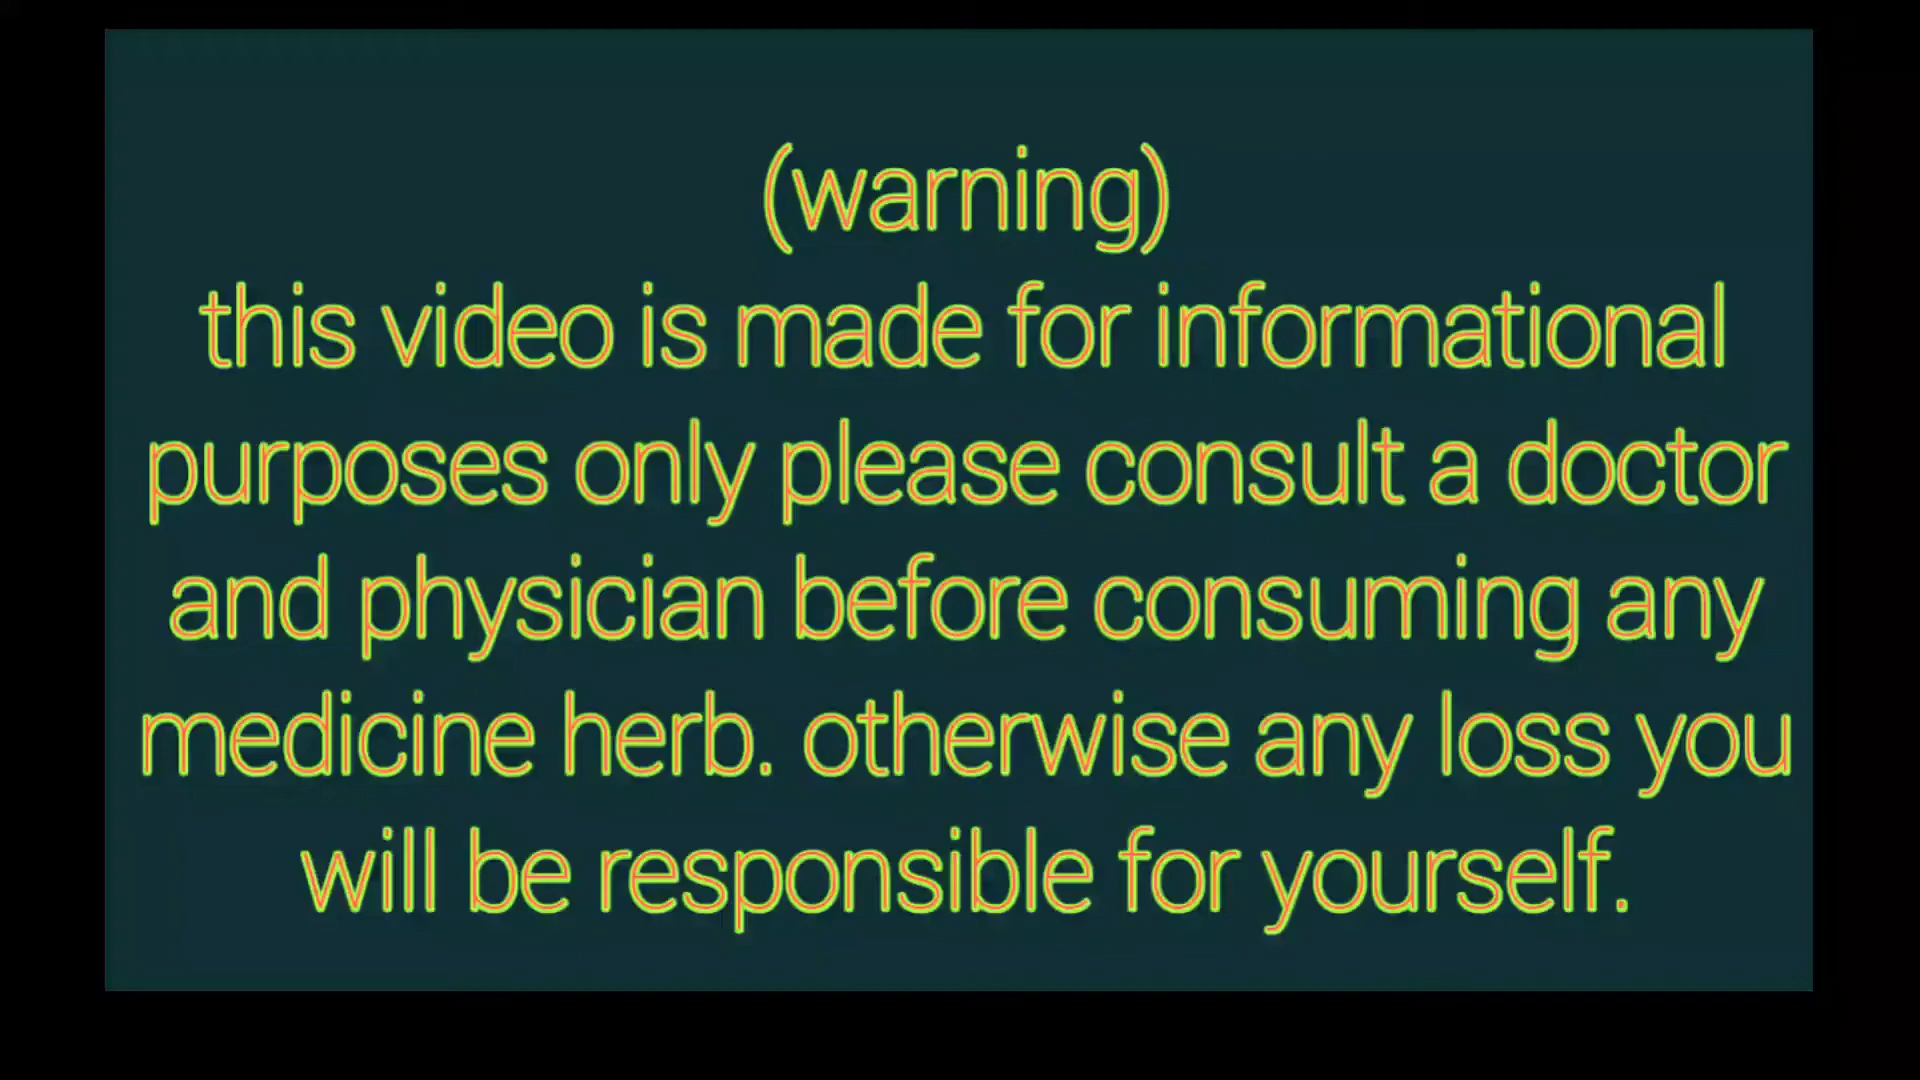 (warning)
this video is made for informational
purposes only please consult a doctor
and physician before consuming any
medicine herb. otherwise any loss you
will be responsible for yourself.